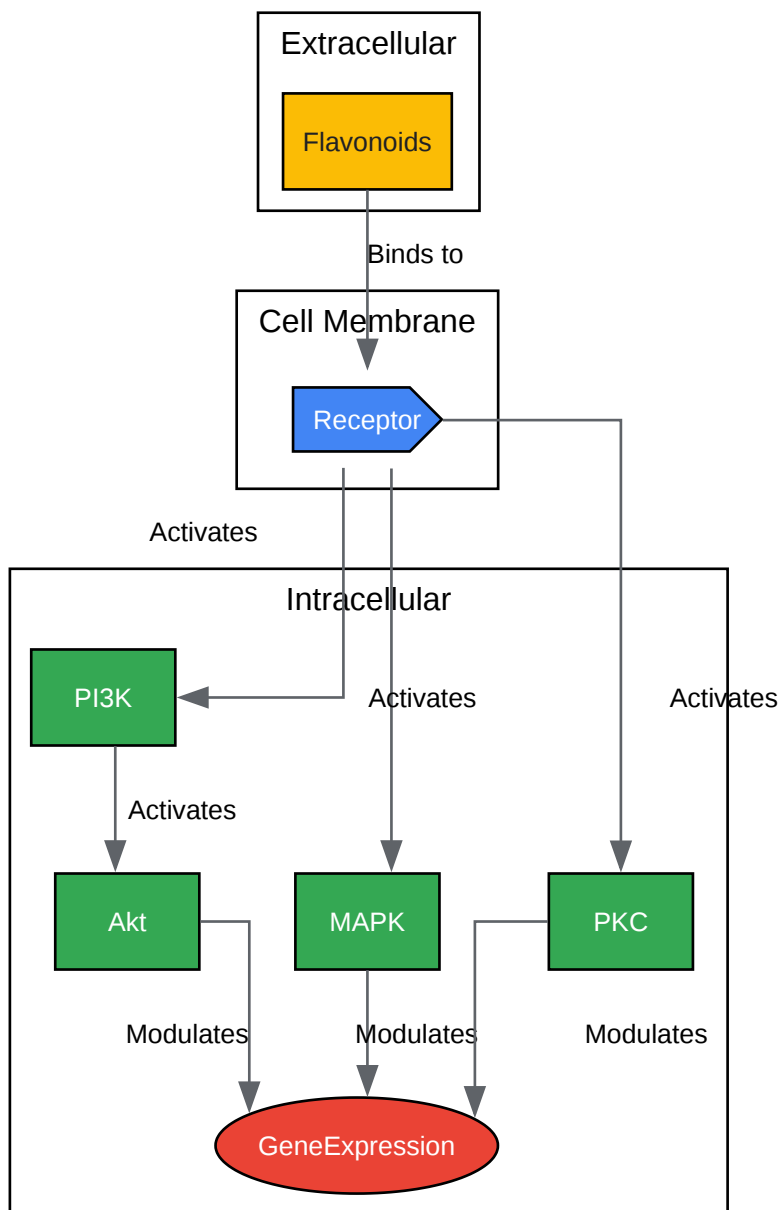 Extracellular
Flavonoids
Binds to
Cell Membrane
Receptor
Activates
Intracellular
PI3K
Activates
Activates
Activates
Akt
MAPK
PKC
Modulates
Modulates
Modulates
GeneExpression